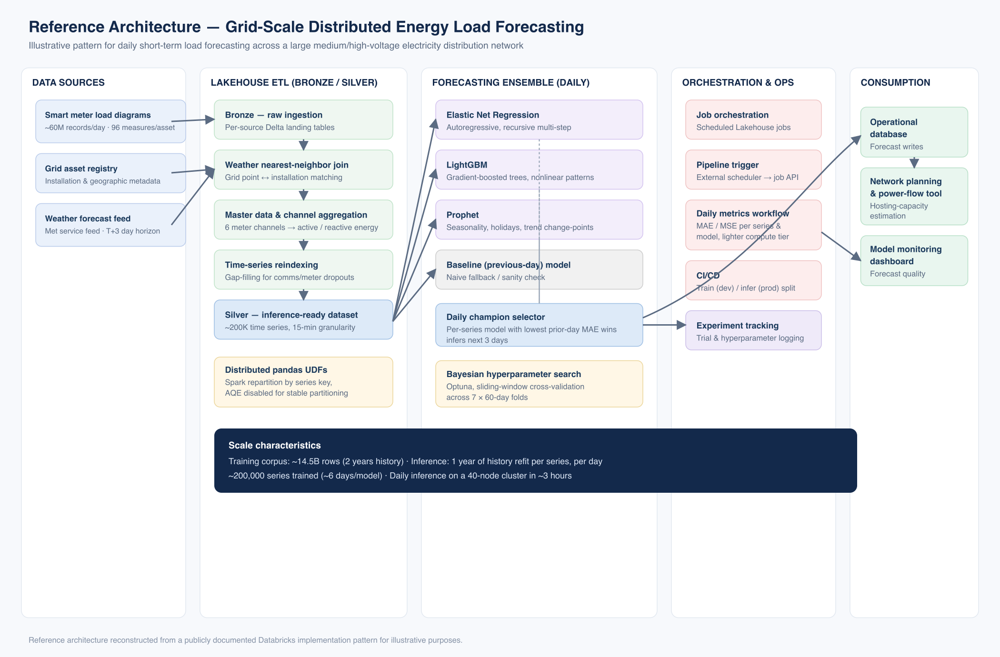 Reference Architecture — Grid-Scale Distributed Energy Load Forecasting
Illustrative pattern for daily short-term load forecasting across a large medium/high-voltage electricity distribution network
DATA SOURCES
Smart meter load diagrams
~60M records/day · 96 measures/asset
Grid asset registry
Installation & geographic metadata
Weather forecast feed
Met service feed · T+3 day horizon
LAKEHOUSE ETL (BRONZE / SILVER)
Bronze — raw ingestion
Per-source Delta landing tables
Weather nearest-neighbor join
Grid point ↔ installation matching
Master data & channel aggregation
6 meter channels → active / reactive energy
Time-series reindexing
Gap-filling for comms/meter dropouts
Silver — inference-ready dataset
~200K time series, 15-min granularity
Distributed pandas UDFs
Spark repartition by series key,
AQE disabled for stable partitioning
FORECASTING ENSEMBLE (DAILY)
Elastic Net Regression
Autoregressive, recursive multi-step
LightGBM
Gradient-boosted trees, nonlinear patterns
Prophet
Seasonality, holidays, trend change-points
Baseline (previous-day) model
Naive fallback / sanity check
Daily champion selector
Per-series model with lowest prior-day MAE wins
infers next 3 days
Bayesian hyperparameter search
Optuna, sliding-window cross-validation
across 7 × 60-day folds
ORCHESTRATION & OPS
Job orchestration
Scheduled Lakehouse jobs
Pipeline trigger
External scheduler → job API
Daily metrics workflow
MAE / MSE per series &
model, lighter compute tier
CI/CD
Train (dev) / infer (prod) split
Experiment tracking
Trial & hyperparameter logging
CONSUMPTION
Operational
database
Forecast writes
Network planning
& power-flow tool
Hosting-capacity
estimation
Model monitoring
dashboard
Forecast quality
Scale characteristics
Training corpus: ~14.5B rows (2 years history) · Inference: 1 year of history refit per series, per day
~200,000 series trained (~6 days/model) · Daily inference on a 40-node cluster in ~3 hours
Reference architecture reconstructed from a publicly documented Databricks implementation pattern for illustrative purposes.